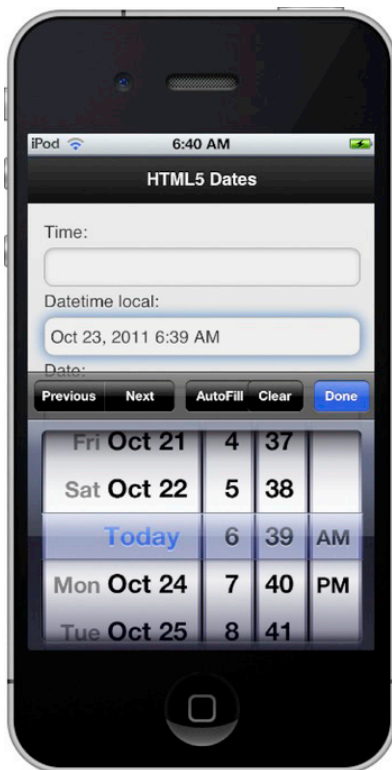 iPod 6:40 AM
HTML5 Dates
Time:
Datetime local:
Oct 23, 2011 6:39 AM
Date:
Previous Next AutoFill Clear Done
Fri Oct 21 4 37
Sat Oct 22 5 38
Today 6 39 AM
Mon Oct 24 7 40 PM
Tue Oct 25 8 41